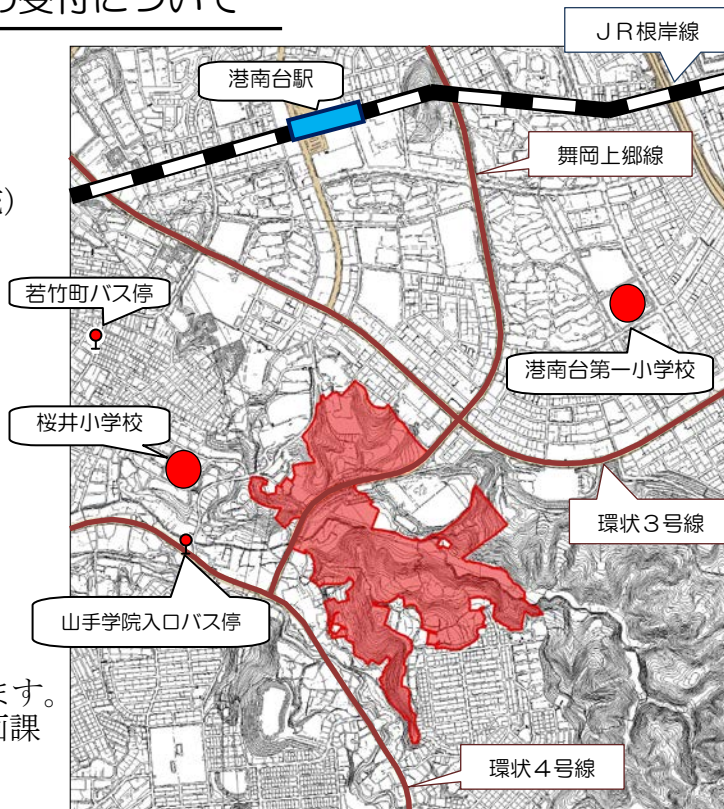 受付について
JR根岸線
港南台駅
舞岡上郷線
若竹町バス停
港南台第一小学校
桜井小学校
環状3号線
山手学院入口バス停
ます。
画課
環状4号線